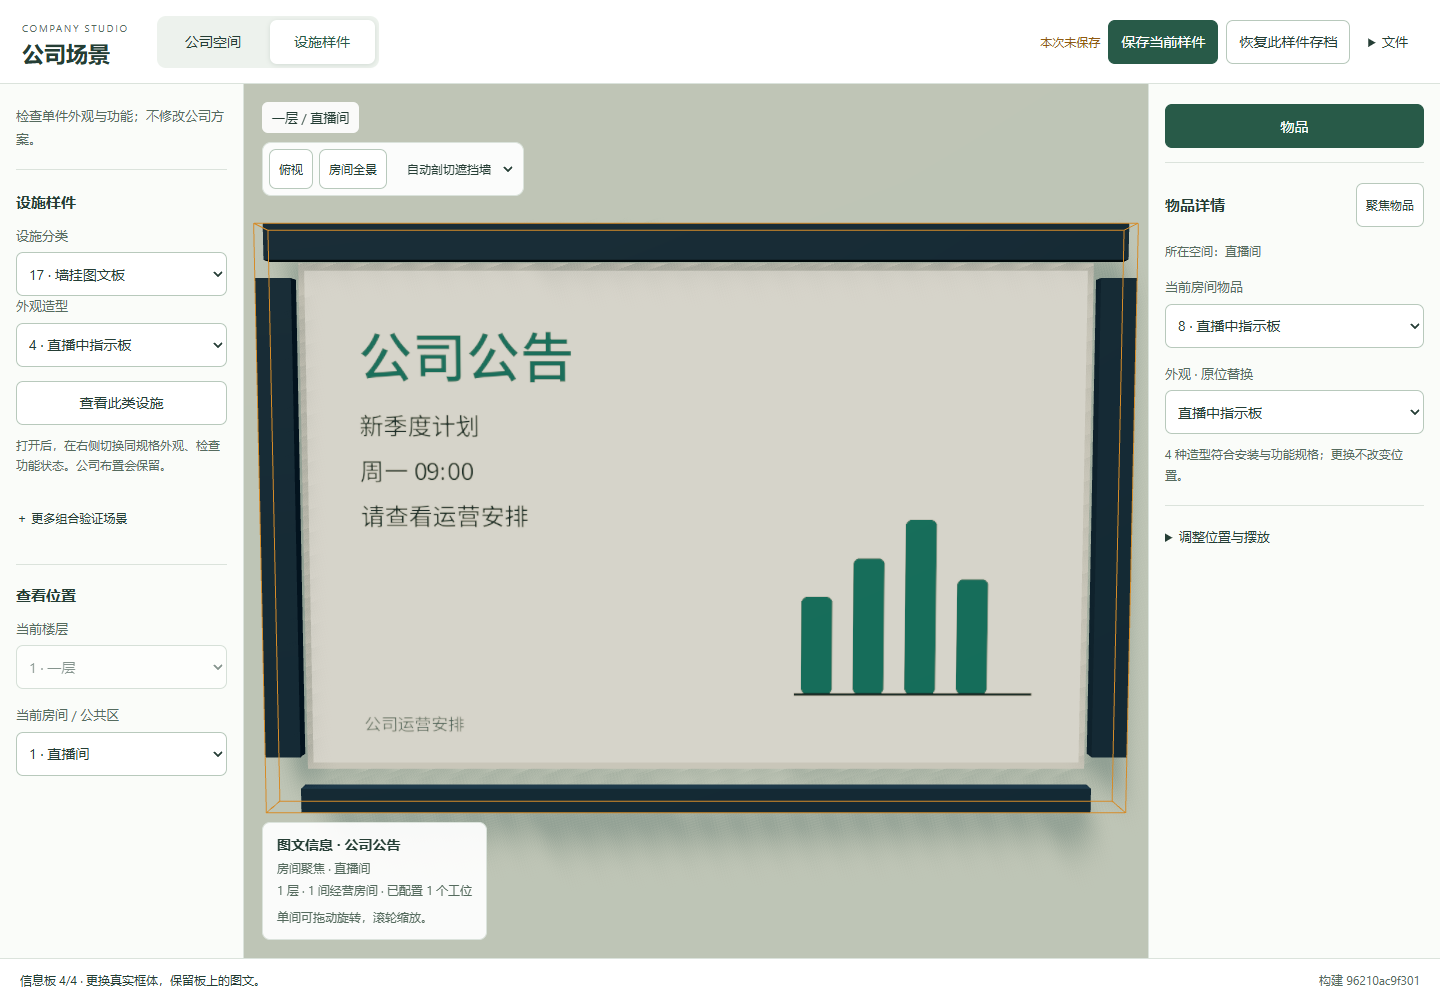 COMPANY STUDIO
公司场景
公司空间
设施样件
本次未保存
保存当前样件
恢复此样件存档
文件
检查单件外观与功能；不修改公司方
案。
设施样件
设施分类
17 · 墙挂图文板
外观造型
4 · 直播中指示板
查看此类设施
打开后，在右侧切换同规格外观、检查
功能状态。公司布置会保留。
+ 更多组合验证场景
查看位置
当前楼层
1 · 一层
当前房间 / 公共区
1 · 直播间
一层 / 直播间
俯视
房间全景
自动剖切遮挡墙
公司公告
新季度计划
周一 09:00
请查看运营安排
公司运营安排
图文信息 · 公司公告
房间聚焦 · 直播间
1 层 · 1 间经营房间 · 已配置 1 个工位
单间可拖动旋转，滚轮缩放。
物品
物品详情
聚焦物品
所在空间：直播间
当前房间物品
8 · 直播中指示板
外观 · 原位替换
直播中指示板
4 种造型符合安装与功能规格；更换不改变位
置。
调整位置与摆放
信息板 4/4 · 更换真实框体，保留板上的图文。
构建 96210ac9f301